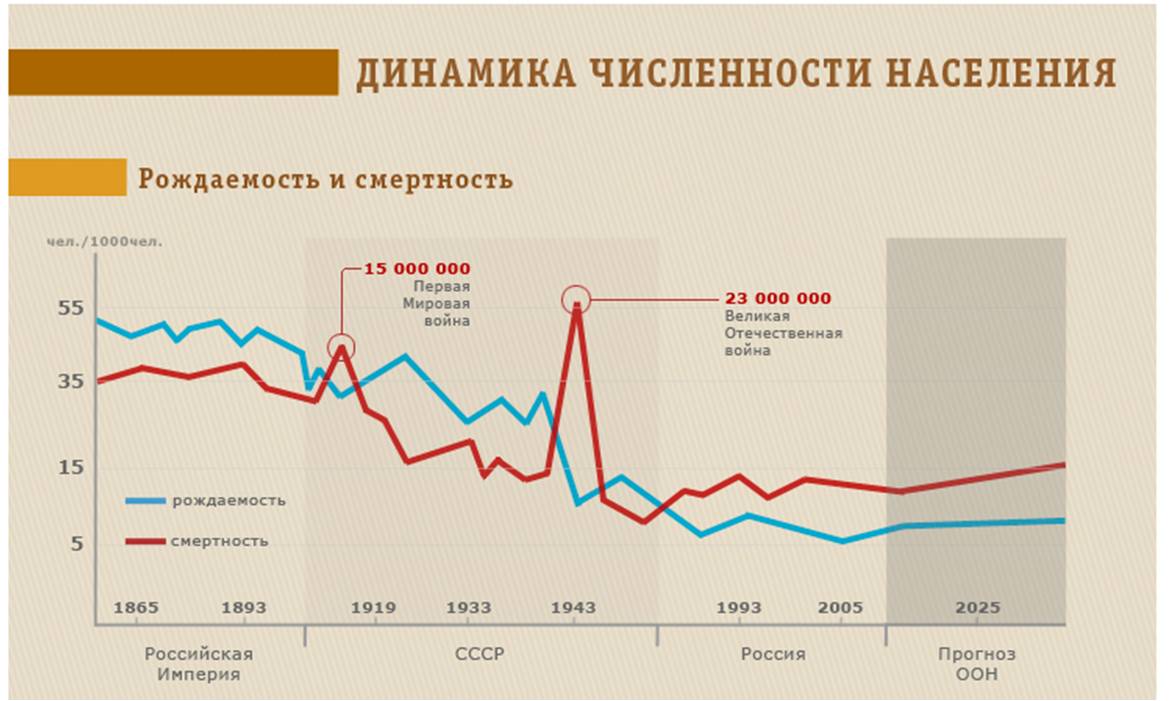 ДИНАМИКА ЧИСЛЕННОСТИ НАСЕЛЕНИЯ
Рождаемость и смертность
чел./1000чел.
15 000 000
Первая
Мировая
война
23 000 000
Великая
Отечественная
война
55
35
15
5
рождаемость
смертность
1865 1893 1919 1933 1943 1993 2005 2025
Российская
Империя
СССР
Россия
Прогноз
ООН